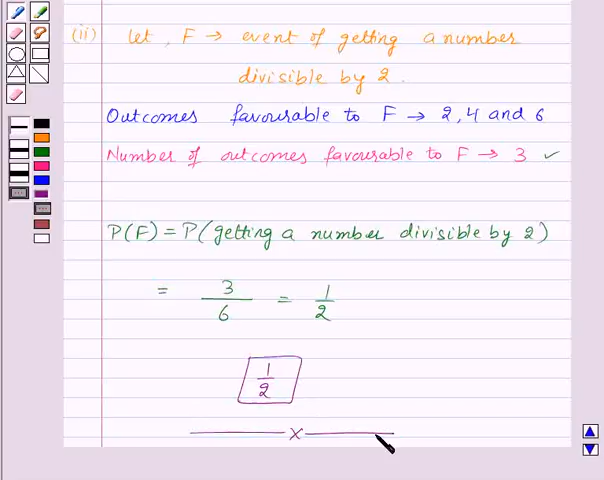 (ii) let, F → event of getting a number
divisible by 2.
Outcomes favourable to F → 2, 4 and 6
Number of outcomes favourable to F → 3 ✓
P(F) = P(getting a number divisible by 2)
= 3/6 = 1/2
1/2
x